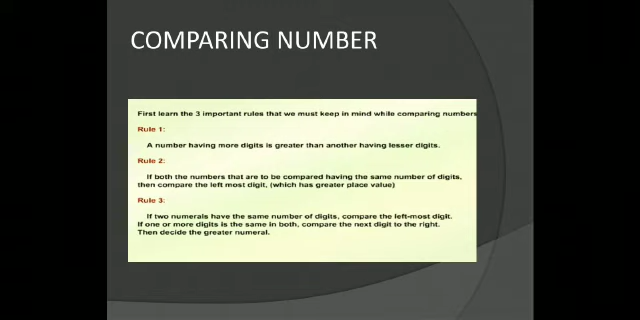 COMPARING NUMBER
First learn the 3 important rules that we must keep in mind while comparing numbers
Rule 1:
A number having more digits is greater than another having lesser digits.
Rule 2:
If both the numbers that are to be compared having the same number of digits,
then compare the left most digit, (which has greater place value)
Rule 3:
If two numerals have the same number of digits, compare the left-most digit.
If one or more digits is the same in both, compare the next digit to the right.
Then decide the greater numeral.